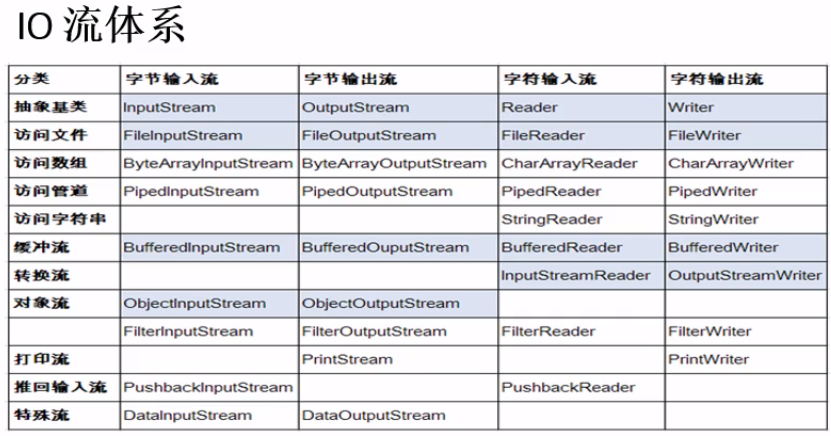 IO 流体系
分类 字节输入流 字节输出流 字符输入流 字符输出流
抽象基类 InputStream OutputStream Reader Writer
访问文件 FileInputStream FileOutputStream FileReader FileWriter
访问数组 ByteArrayInputStream ByteArrayOutputStream CharArrayReader CharArrayWriter
访问管道 PipedInputStream PipedOutputStream PipedReader PipedWriter
访问字符串 StringReader StringWriter
缓冲流 BufferedInputStream BufferedOuputStream BufferedReader BufferedWriter
转换流 InputStreamReader OutputStreamWriter
对象流 ObjectInputStream ObjectOutputStream
FilterInputStream FilterOutputStream FilterReader FilterWriter
打印流 PrintStream PrintWriter
推回输入流 PushbackInputStream PushbackReader
特殊流 DataInputStream DataOutputStream